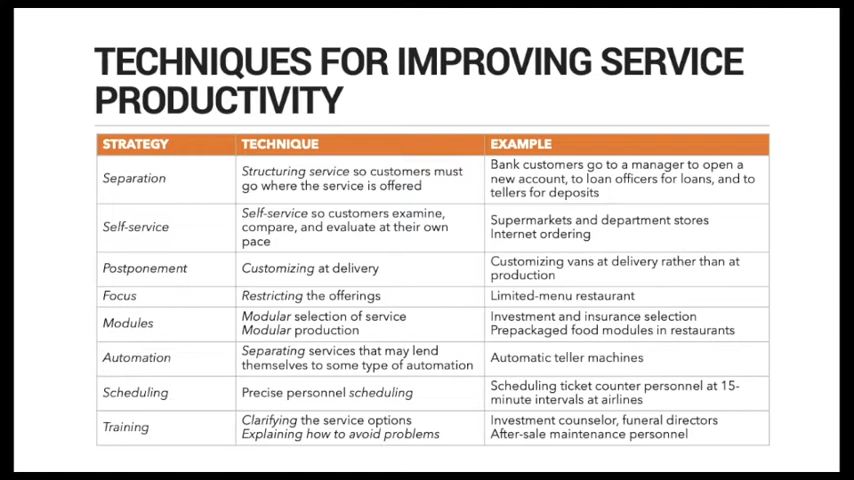 TECHNIQUES FOR IMPROVING SERVICE
PRODUCTIVITY
STRATEGY TECHNIQUE EXAMPLE
Separation
Structuring service so customers must
go where the service is offered
Bank customers go to a manager to open a
new account, to loan officers for loans, and to
tellers for deposits
Self-service
Self-service so customers examine,
compare, and evaluate at their own
pace
Supermarkets and department stores
Internet ordering
Postponement
Customizing at delivery
Customizing vans at delivery rather than at
production
Focus
Restricting the offerings
Limited-menu restaurant
Modules
Modular selection of service
Modular production
Investment and insurance selection
Prepackaged food modules in restaurants
Automation
Separating services that may lend
themselves to some type of automation
Automatic teller machines
Scheduling
Precise personnel scheduling
Scheduling ticket counter personnel at 15-
minute intervals at airlines
Training
Clarifying the service options
Explaining how to avoid problems
Investment counselor, funeral directors
After-sale maintenance personnel